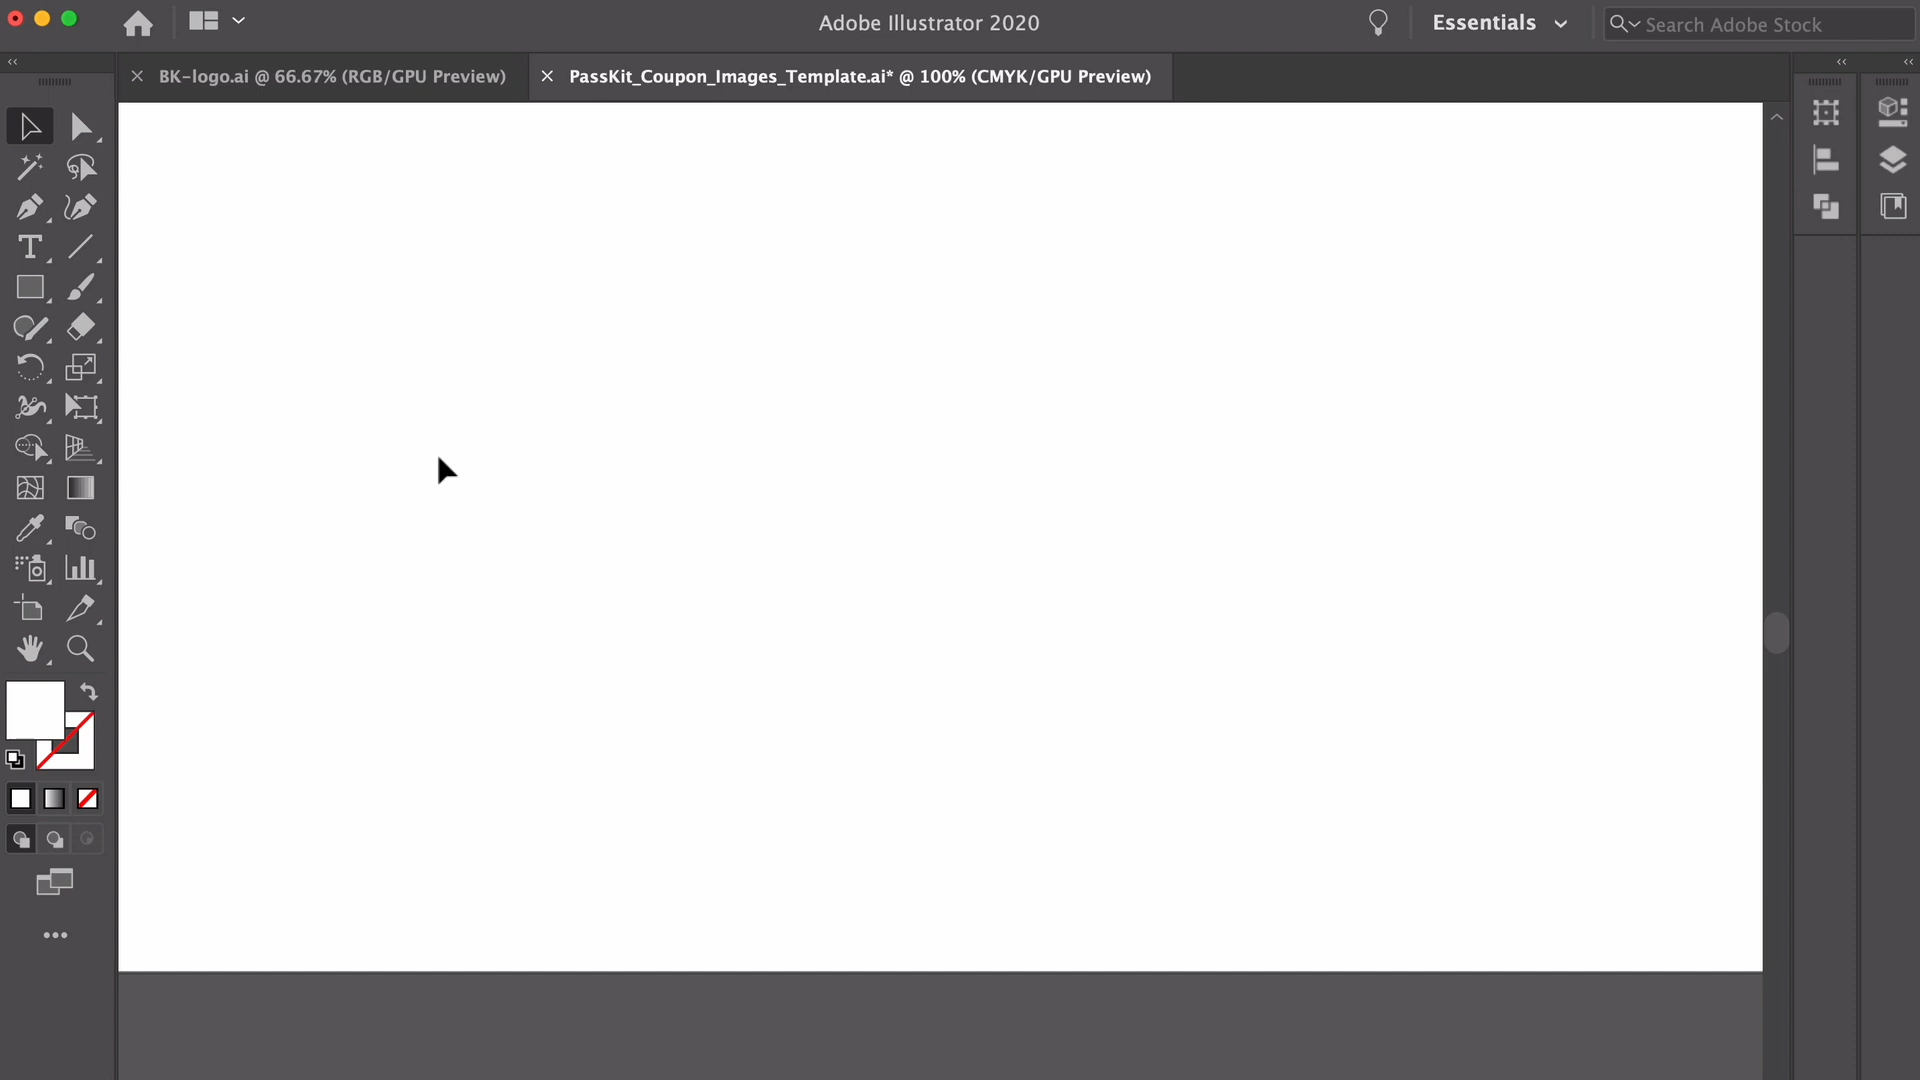 Adobe Illustrator 2020
Essentials
Search Adobe Stock
BK-logo.ai @ 66.67% (RGB/GPU Preview)
PassKit_Coupon_Images_Template.ai* @ 100% (CMYK/GPU Preview)